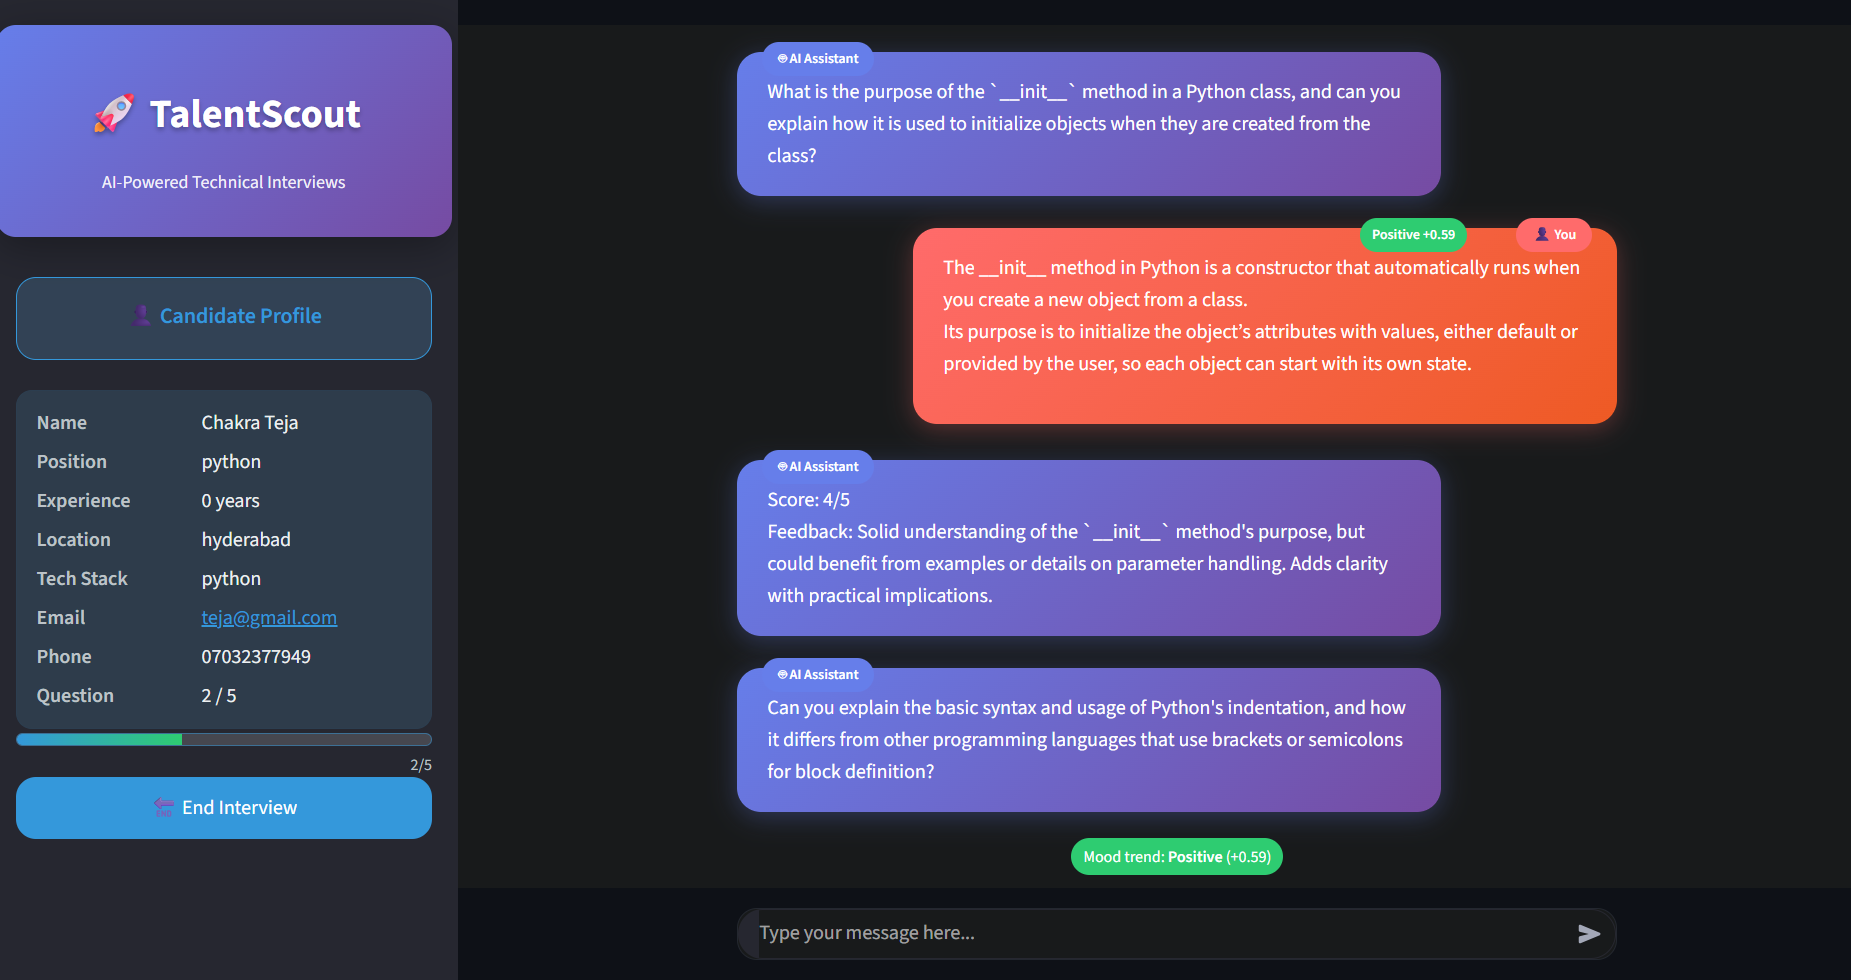 TalentScout
AI-Powered Technical Interviews
Candidate Profile
Name Chakra Teja
Position python
Experience 0 years
Location hyderabad
Tech Stack python
Email teja@gmail.com
Phone 07032377949
Question 2 / 5
2/5
END
End Interview
AI Assistant
What is the purpose of the `__init__` method in a Python class, and can you
explain how it is used to initialize objects when they are created from the
class?
Positive +0.59
You
The __init__ method in Python is a constructor that automatically runs when
you create a new object from a class.
Its purpose is to initialize the object’s attributes with values, either default or
provided by the user, so each object can start with its own state.
AI Assistant
Score: 4/5
Feedback: Solid understanding of the `__init__` method's purpose, but
could benefit from examples or details on parameter handling. Adds clarity
with practical implications.
AI Assistant
Can you explain the basic syntax and usage of Python's indentation, and how
it differs from other programming languages that use brackets or semicolons
for block definition?
Mood trend: Positive (+0.59)
Type your message here...